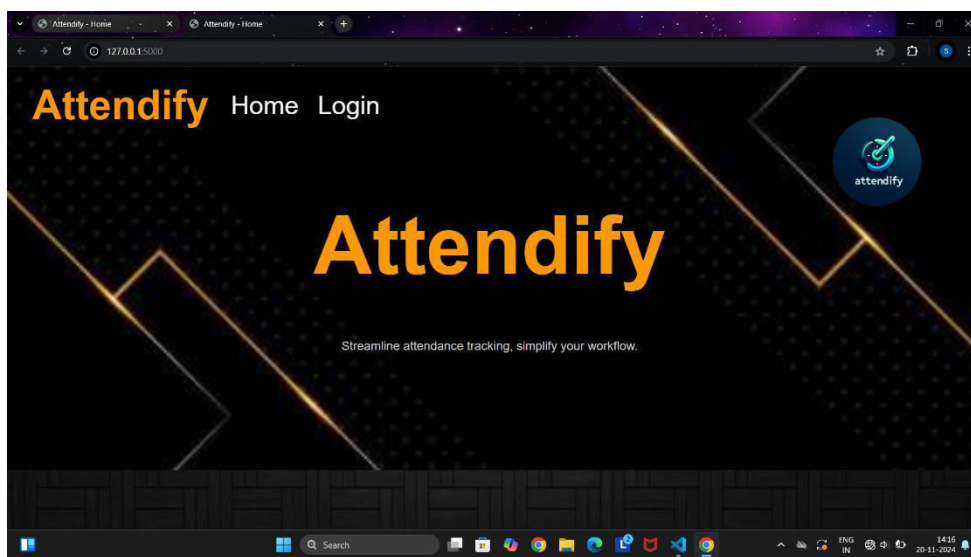 Attendify - Home
Attendify - Home
127.0.0.1:5000
S
Attendify Home Login
attendify
Attendify
Streamline attendance tracking, simplify your workflow.
Search
ENG
IN
14:16
20-11-2024